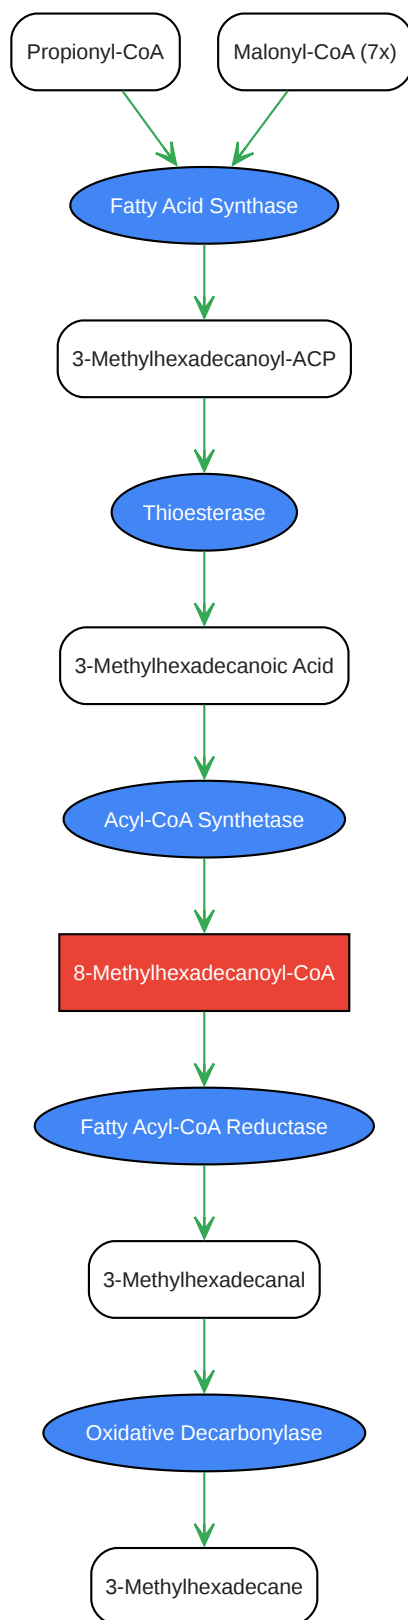 Propionyl-CoA
Malonyl-CoA (7x)
Fatty Acid Synthase
3-Methylhexadecanoyl-ACP
Thioesterase
3-Methylhexadecanoic Acid
Acyl-CoA Synthetase
8-Methylhexadecanoyl-CoA
Fatty Acyl-CoA Reductase
3-Methylhexadecanal
Oxidative Decarbonylase
3-Methylhexadecane